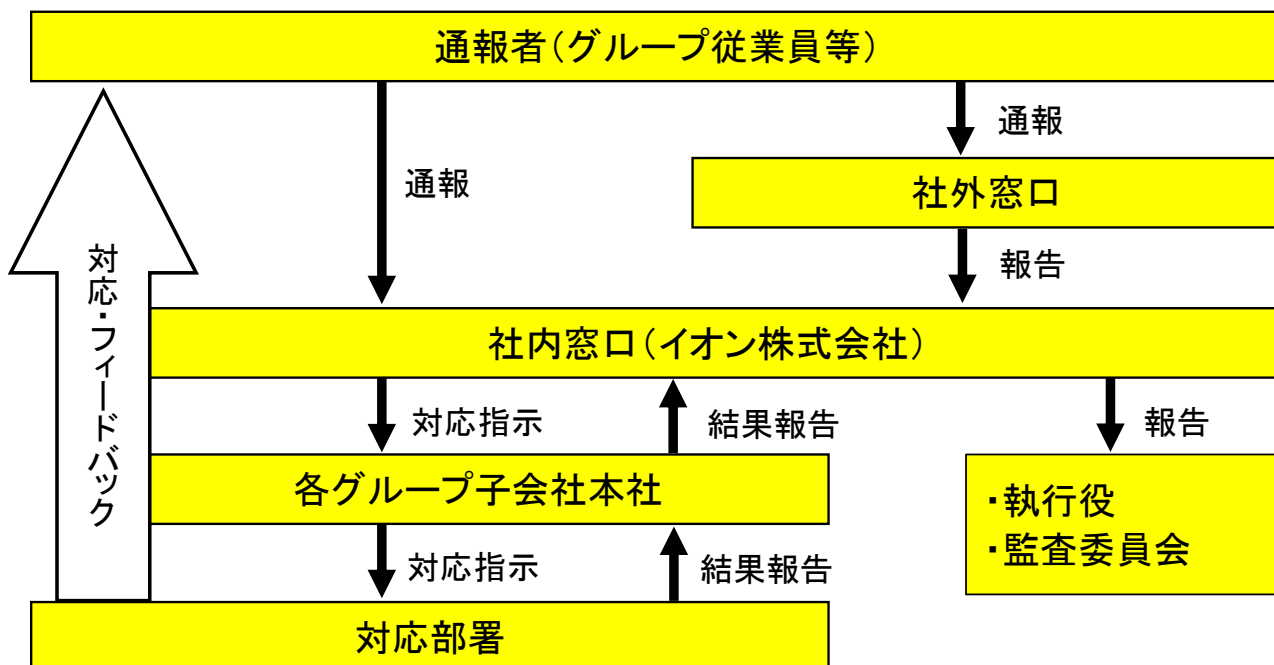 通報者(グループ従業員等)
通報
通報
社外窓口
報告
対応・フィードバック
社内窓口(イオン株式会社)
対応指示
結果報告
報告
各グループ子会社本社
・執行役
・監査委員会
対応指示
結果報告
対応部署